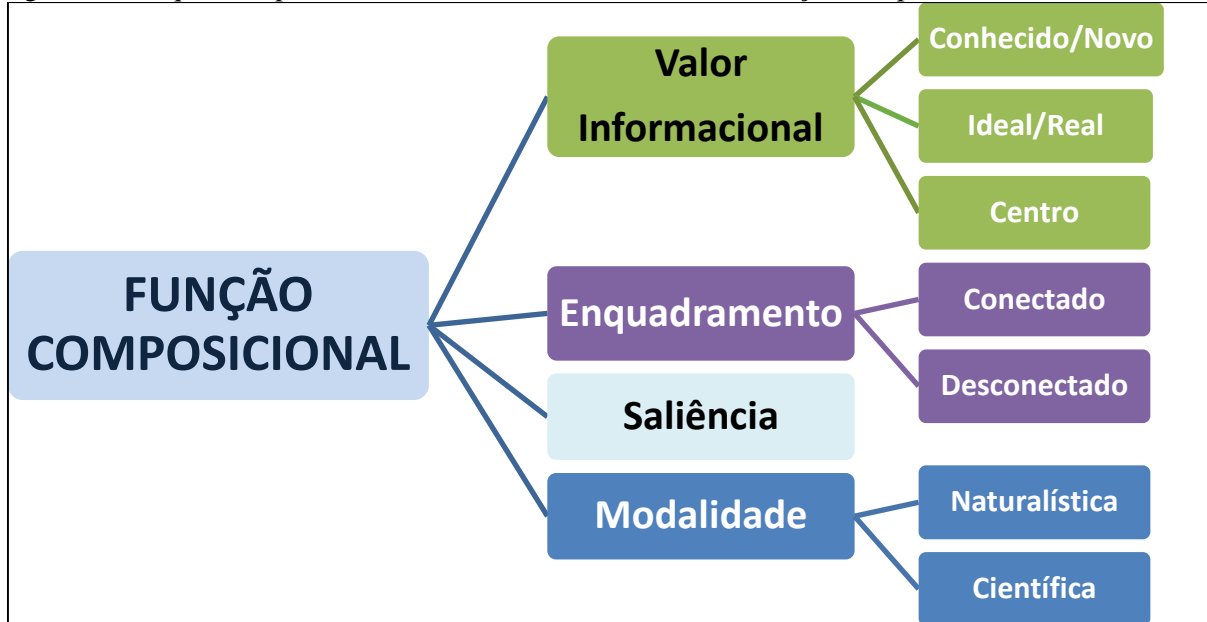 FUNÇÃO
COMPOSICIONAL
Valor
Informacional
Conhecido/Novo
Ideal/Real
Centro
Enquadramento
Conectado
Desconectado
Saliência
Modalidade
Naturalística
Científica